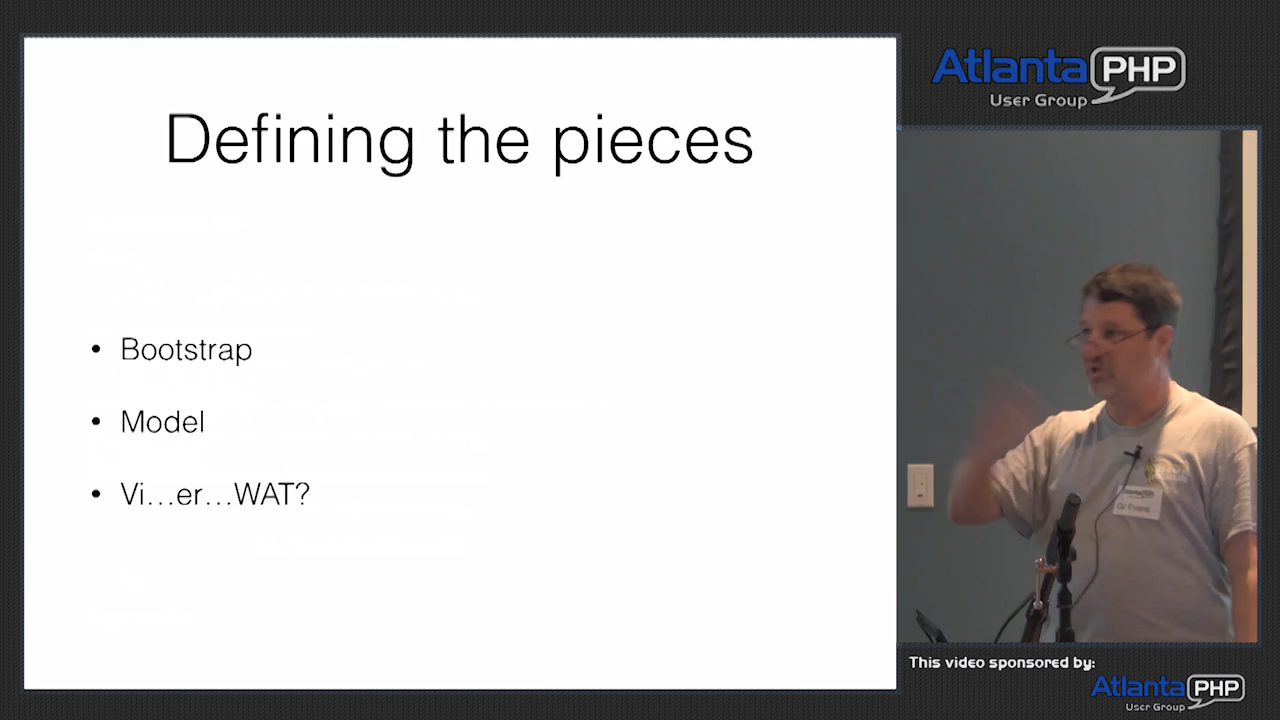 Defining the pieces
• Bootstrap
• Model
• Vi…er…WAT?
Atlanta PHP
User Group
Evans
This video sponsored by:
Atlanta PHP
User Group